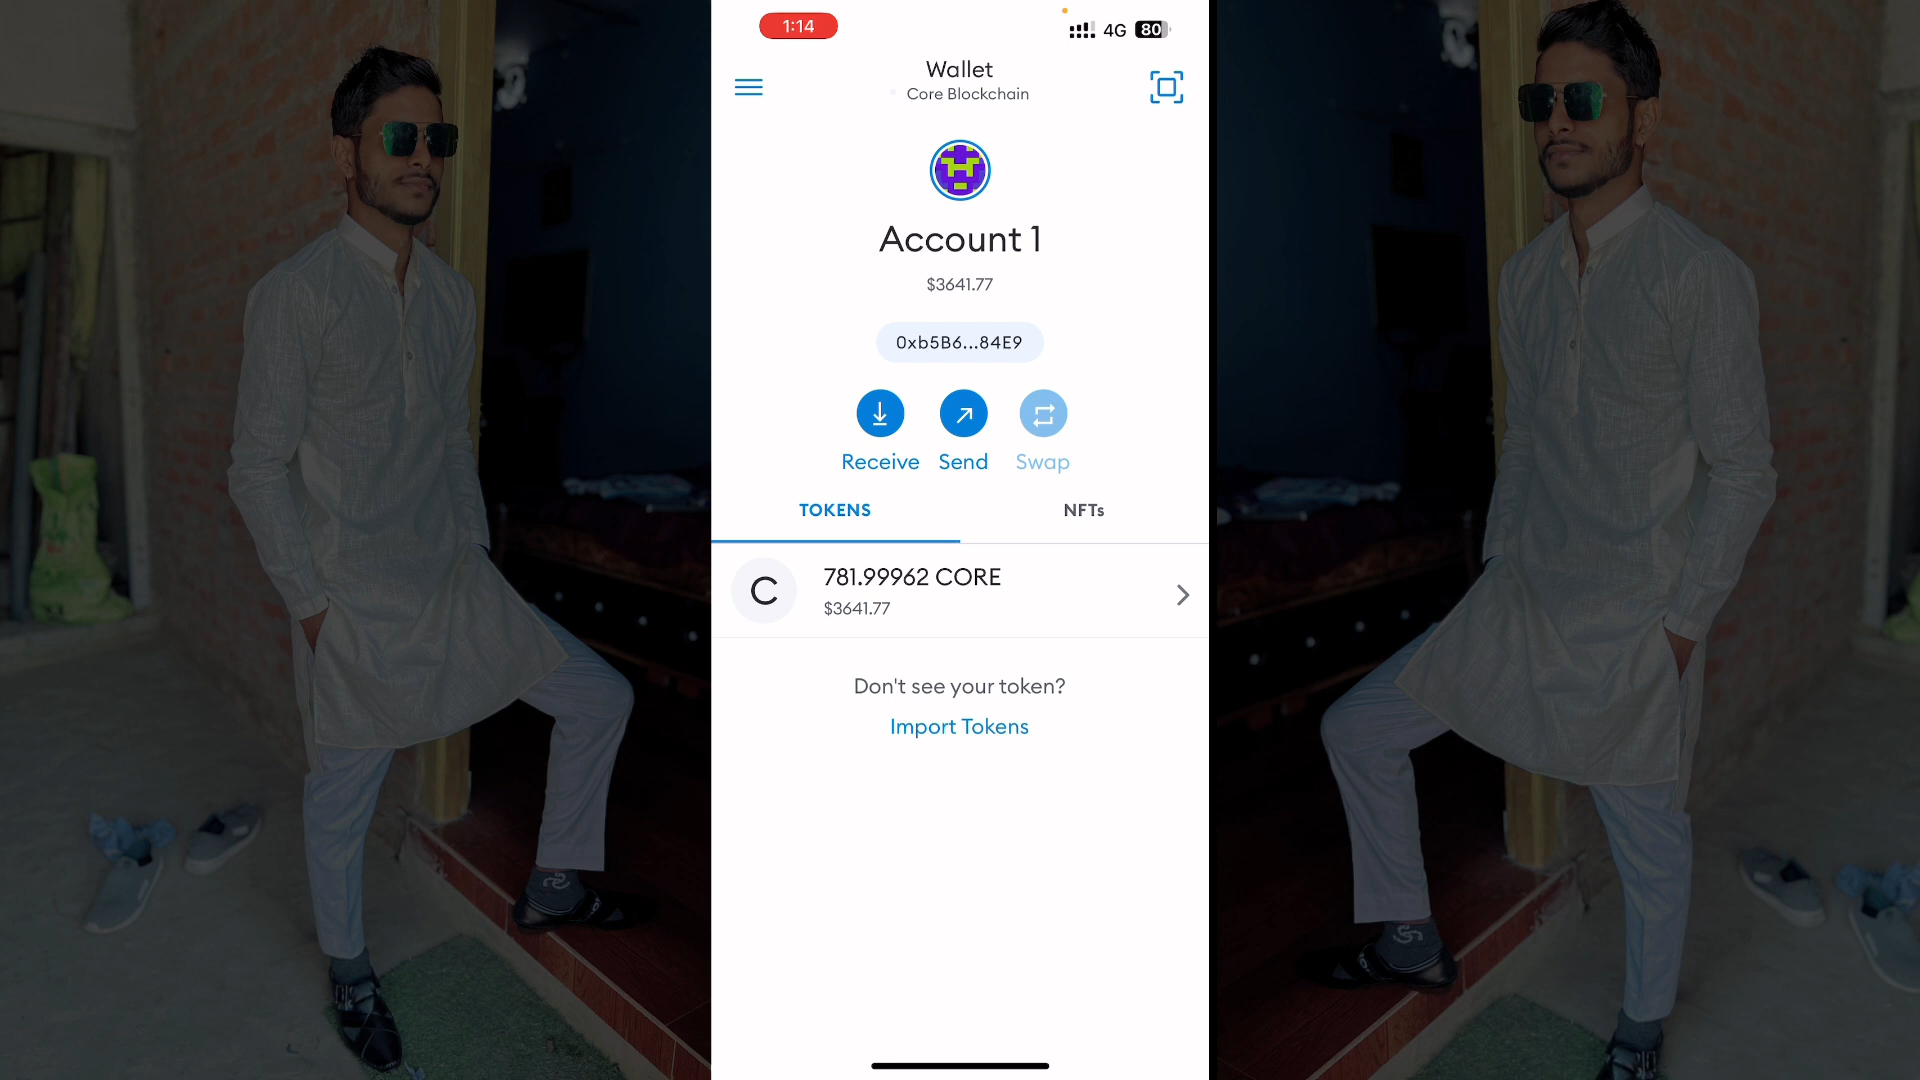 1:14
4G 80
Wallet
Core Blockchain
Account 1
$3641.77
0xb5B6...84E9
Receive Send Swap
TOKENS NFTs
C
781.99962 CORE
$3641.77
Don't see your token?
Import Tokens